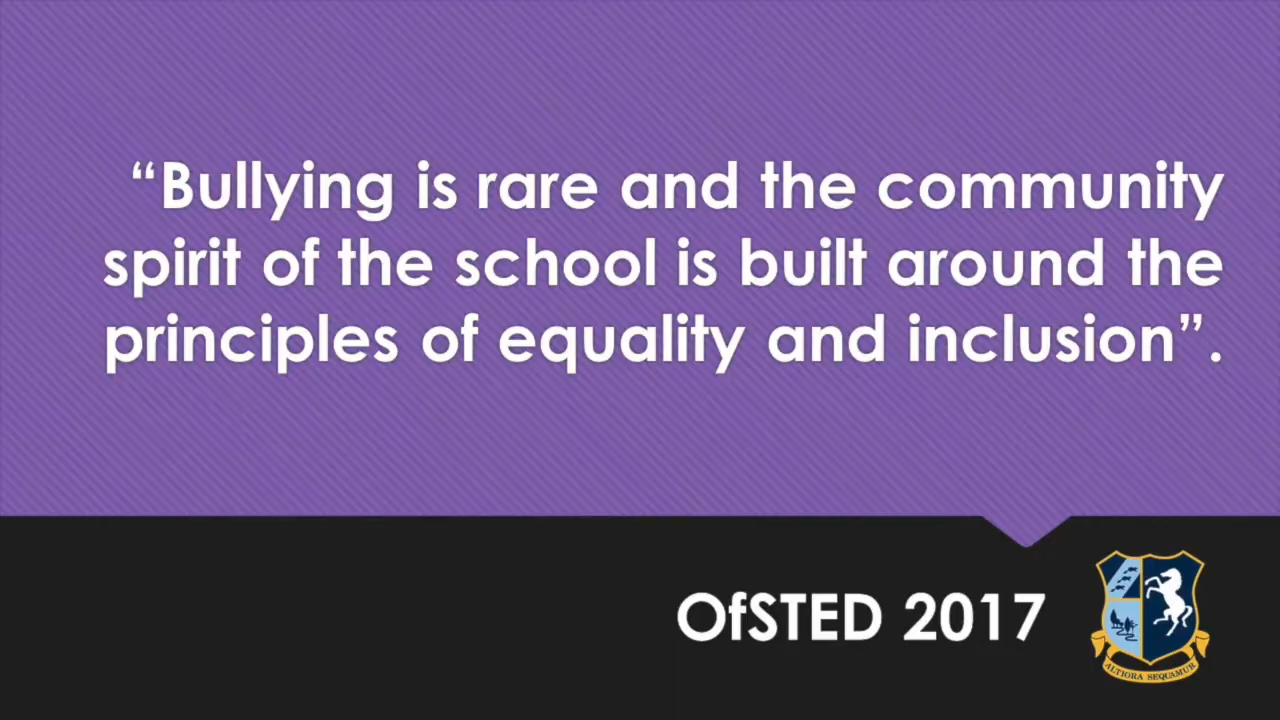 “Bullying is rare and the community
spirit of the school is built around the
principles of equality and inclusion”.
OfSTED 2017
ALTIORA SEQUAMUR